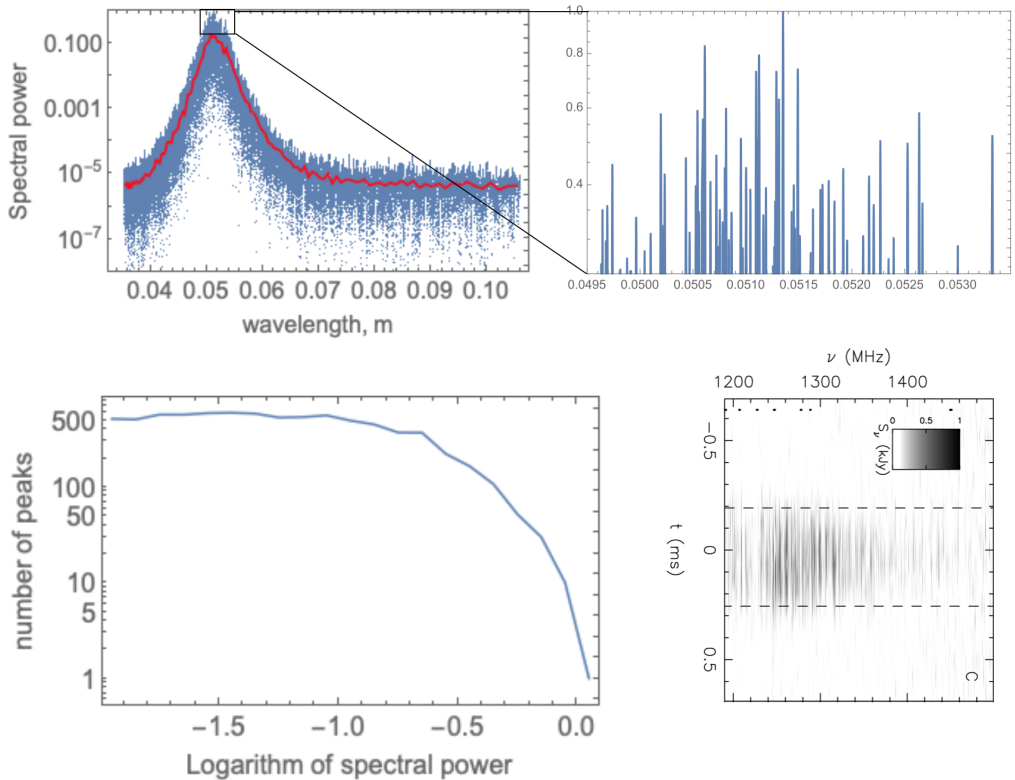 0.100
0.001
10⁻⁵
10⁻⁷
Spectral power
0.04 0.05 0.06 0.07 0.08 0.09 0.10
wavelength, m
1.0
0.8
0.6
0.4
0.0495 0.0500 0.0505 0.0510 0.0511 0.0515 0.0520 0.0525 0.0530
500
100
50
10
5
1
number of peaks
−1.5 −1.0 −0.5 0.0
Logarithm of spectral power
ν (MHz)
1200 1300 1400
0 0.5 1
Sᵥ (kJy)
−0.5
0
0.5
t (ms)
C